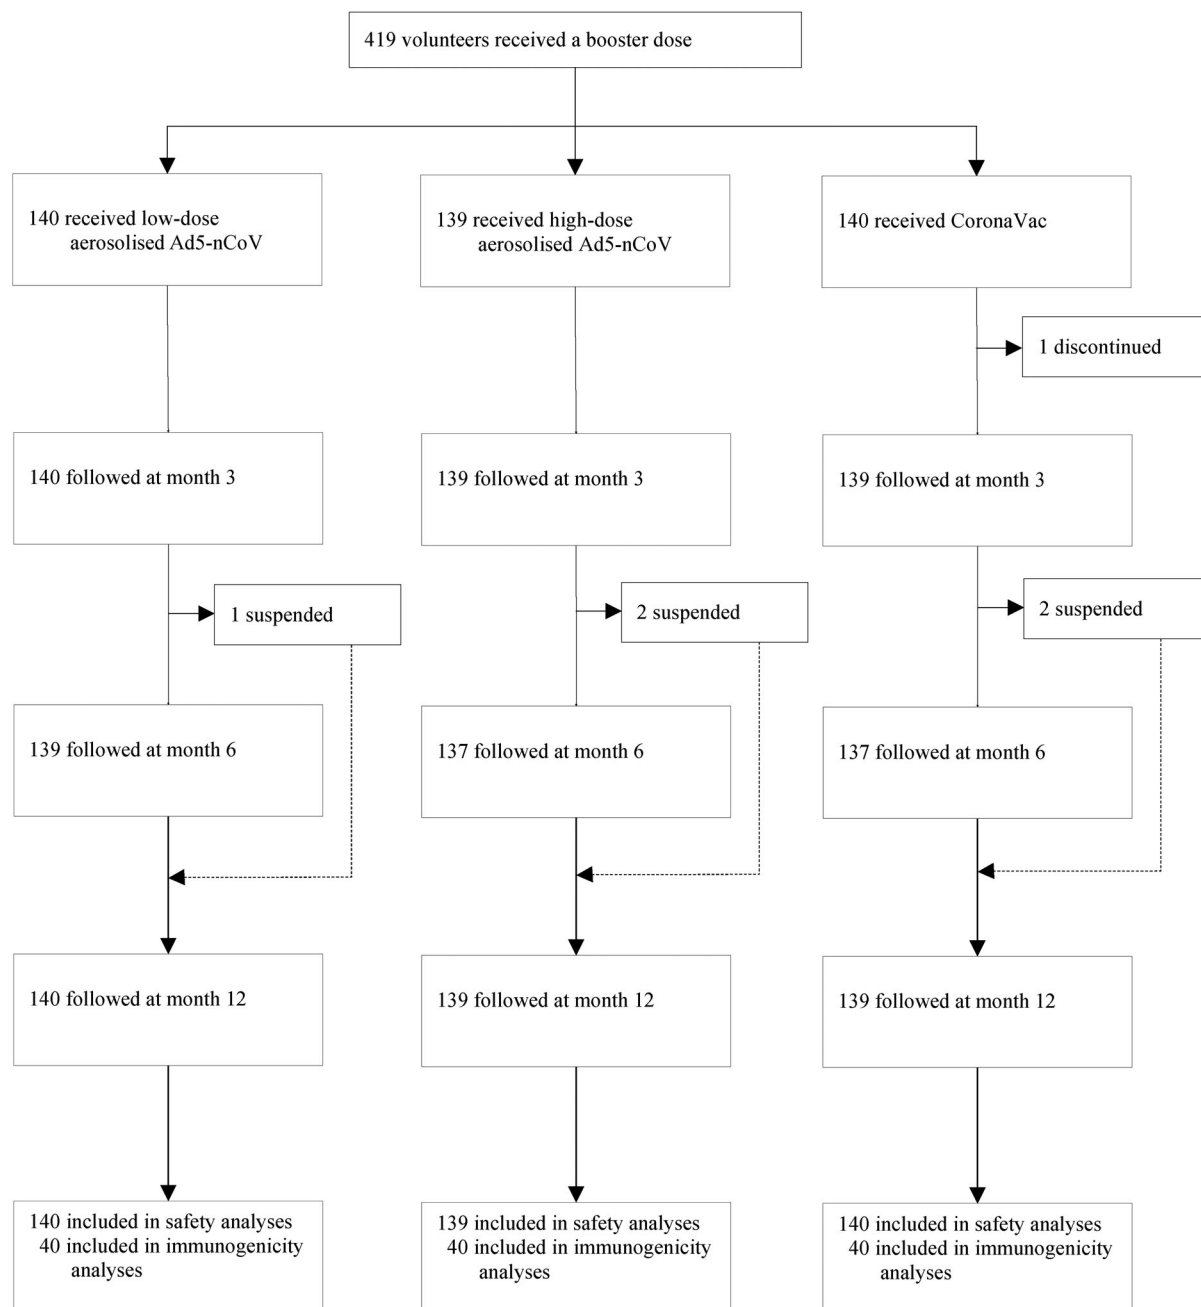 419 volunteers received a booster dose
140 received low-dose
aerosolised Ad5-nCoV
139 received high-dose
aerosolised Ad5-nCoV
140 received CoronaVac
1 discontinued
140 followed at month 3
139 followed at month 3
139 followed at month 3
1 suspended
2 suspended
2 suspended
139 followed at month 6
137 followed at month 6
137 followed at month 6
140 followed at month 12
139 followed at month 12
139 followed at month 12
140 included in safety analyses
40 included in immunogenicity
analyses
139 included in safety analyses
40 included in immunogenicity
analyses
140 included in safety analyses
40 included in immunogenicity
analyses